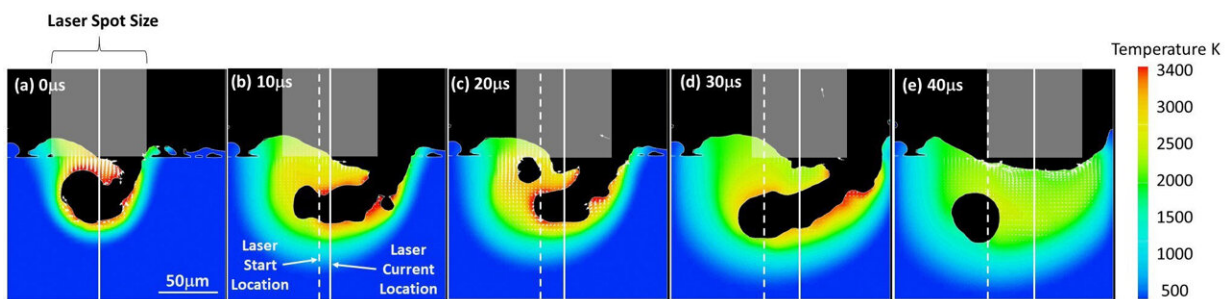 Laser Spot Size
(a) 0μs
(b) 10μs
(c) 20μs
(d) 30μs
(e) 40μs
Temperature K
3400
3000
2500
2000
1500
1000
500
Laser
Start
Location
Laser
Current
Location
50μm